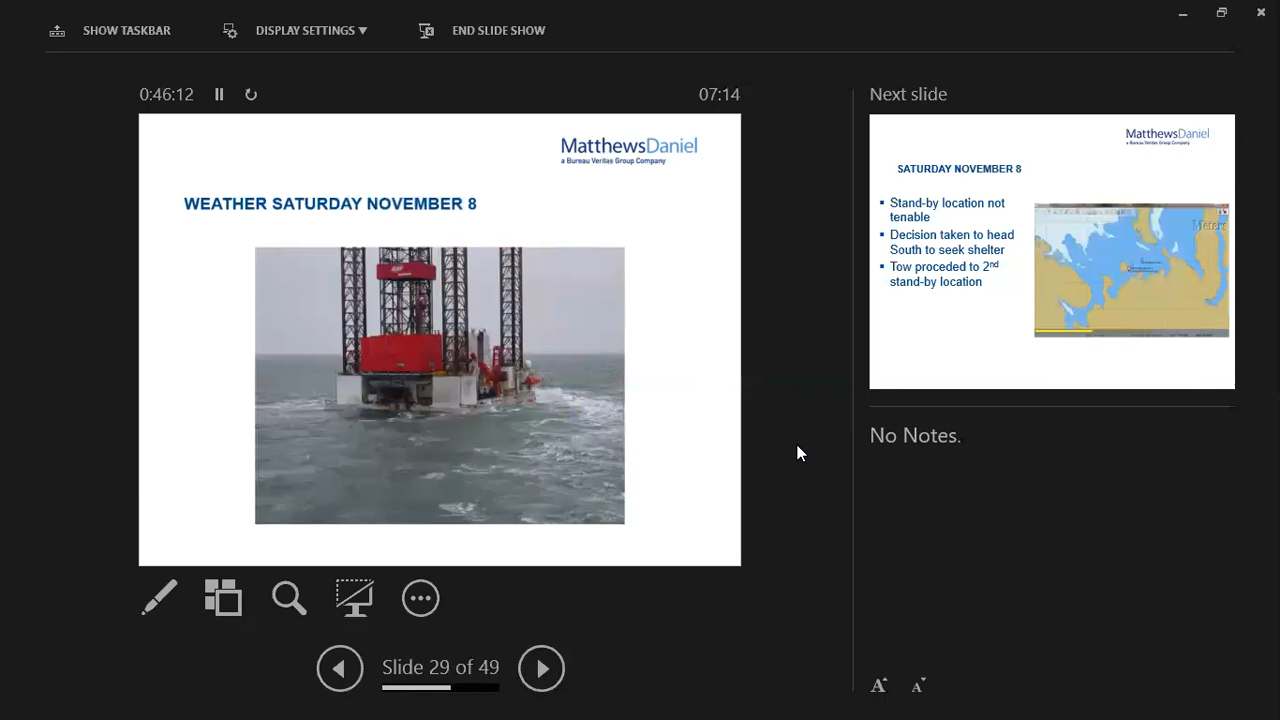 SHOW TASKBAR
DISPLAY SETTINGS
END SLIDE SHOW
0:46:12
07:14
MatthewsDaniel
a Bureau Veritas Group Company
WEATHER SATURDAY NOVEMBER 8
Slide 29 of 49
Next slide
MatthewsDaniel
a Bureau Veritas Group Company
SATURDAY NOVEMBER 8
▪ Stand-by location not
tenable
▪ Decision taken to head
South to seek shelter
▪ Tow proceded to 2nd
stand-by location
No Notes.
A A